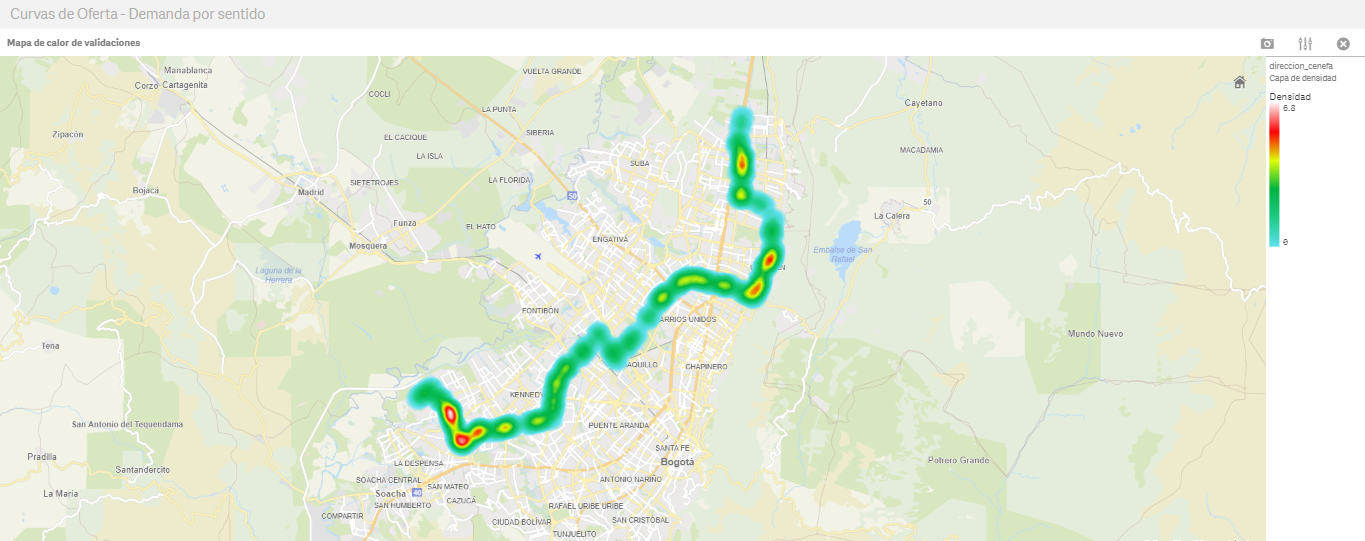 Curvas de Oferta - Demanda por sentido
Mapa de calor de validaciones
direccion_cenefa
Capa de densidad
Densidad
6.8
0
Manablanca
Corzo Cartagenita
VUELTA GRANDE
COCLI
LA PUNTA
Cayetano
Zipacón
EL CACIQUE
SIBERIA
LA ISLA
SUBA
MACADAMIA
Bojacá
Madrid
SIETETROJES
LA FLORIDA
50
50
Funza
EL HATO
La Calera
Mosquera
ENGATIVÁ
Embalse de San
Rafael
Laguna de la
Herrera
FONTIBÓN
ARRIOS UNIDOS
Mundo Nuevo
Tena
AQUILLO
CHAPINERO
KENNEDY
San Antonio del Tequendama
PUENTE ARANDA
Pradilla
Santandercito
LA DESPENSA
SANTA FÉ
Bogotá
Potrero Grande
SOACHA CENTRAL
SAN MATEO
ANTONIO NARIÑO
La María
Soacha
40
SAN HUMBERTO
CAZUCÁ
RAFAEL URIBE URIBE
COMPARTIR
CIUDAD BOLÍVAR
SAN CRISTÓBAL
TUNJUELITO